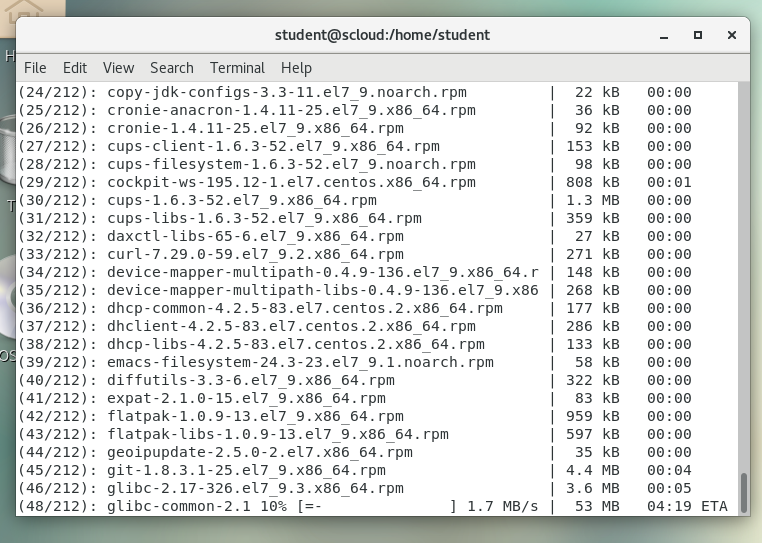 student@scloud:/home/student
H
File Edit View Search Terminal Help
(24/212): copy-jdk-configs-3.3-11.el7_9.noarch.rpm | 22 kB 00:00
(25/212): cronie-anacron-1.4.11-25.el7_9.x86_64.rpm | 36 kB 00:00
(26/212): cronie-1.4.11-25.el7_9.x86_64.rpm | 92 kB 00:00
(27/212): cups-client-1.6.3-52.el7_9.x86_64.rpm | 153 kB 00:00
(28/212): cups-filesystem-1.6.3-52.el7_9.noarch.rpm | 98 kB 00:00
(29/212): cockpit-ws-195.12-1.el7.centos.x86_64.rpm | 808 kB 00:01
(30/212): cups-1.6.3-52.el7_9.x86_64.rpm | 1.3 MB 00:00
T
(31/212): cups-libs-1.6.3-52.el7_9.x86_64.rpm | 359 kB 00:00
(32/212): daxctl-libs-65-6.el7_9.x86_64.rpm | 27 kB 00:00
(33/212): curl-7.29.0-59.el7_9.2.x86_64.rpm | 271 kB 00:00
(34/212): device-mapper-multipath-0.4.9-136.el7_9.x86_64.r | 148 kB 00:00
(35/212): device-mapper-multipath-libs-0.4.9-136.el7_9.x86 | 268 kB 00:00
(36/212): dhcp-common-4.2.5-83.el7.centos.2.x86_64.rpm | 177 kB 00:00
(37/212): dhclient-4.2.5-83.el7.centos.2.x86_64.rpm | 286 kB 00:00
(38/212): dhcp-libs-4.2.5-83.el7.centos.2.x86_64.rpm | 133 kB 00:00
OS
(39/212): emacs-filesystem-24.3-23.el7_9.1.noarch.rpm | 58 kB 00:00
(40/212): diffutils-3.3-6.el7_9.x86_64.rpm | 322 kB 00:00
(41/212): expat-2.1.0-15.el7_9.x86_64.rpm | 83 kB 00:00
(42/212): flatpak-1.0.9-13.el7_9.x86_64.rpm | 959 kB 00:00
(43/212): flatpak-libs-1.0.9-13.el7_9.x86_64.rpm | 597 kB 00:00
(44/212): geoipupdate-2.5.0-2.el7.x86_64.rpm | 35 kB 00:00
(45/212): git-1.8.3.1-25.el7_9.x86_64.rpm | 4.4 MB 00:04
(46/212): glibc-2.17-326.el7_9.3.x86_64.rpm | 3.6 MB 00:05
(48/212): glibc-common-2.1 10% [=- ] 1.7 MB/s | 53 MB 04:19 ETA